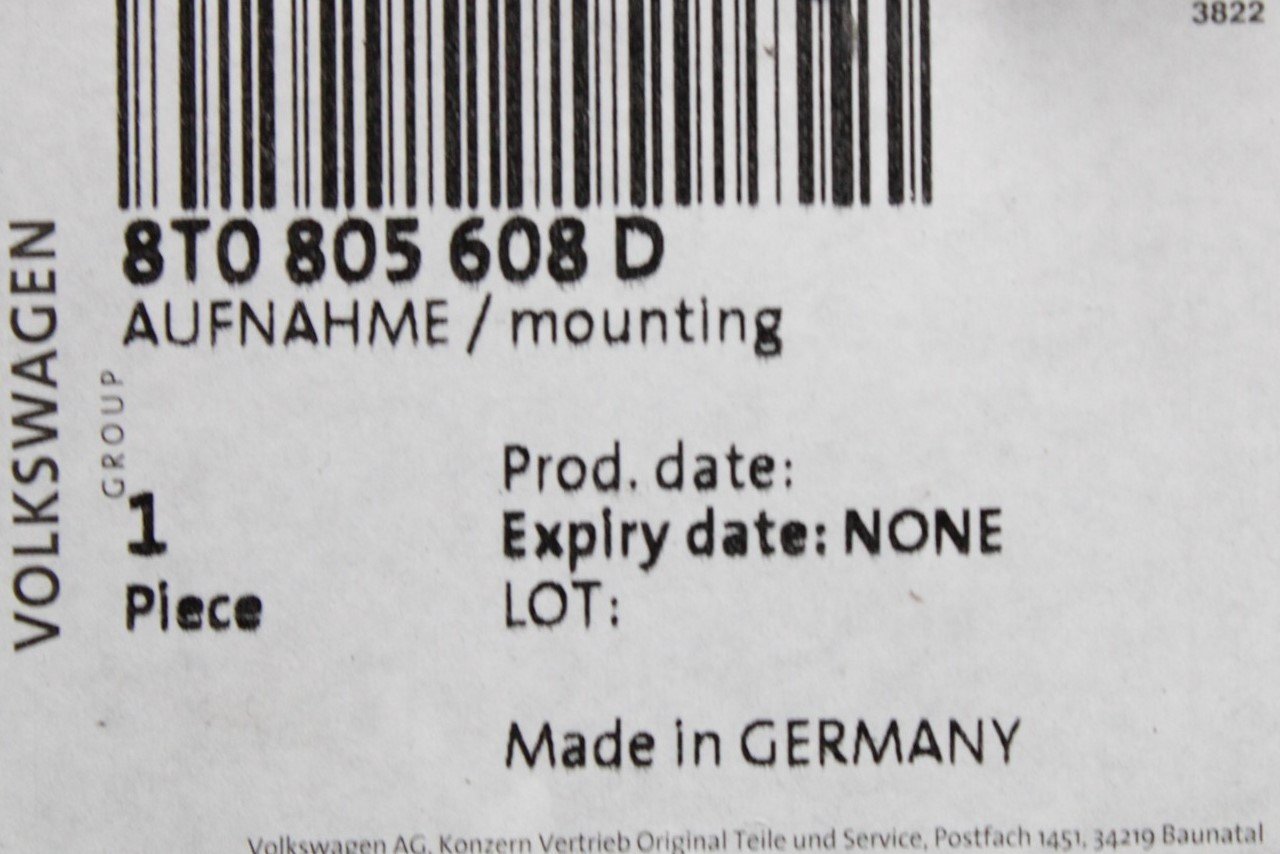 3822
8T0 805 608 D
AUFNAHME / mounting
VOLKSWAGEN
GROUP
1
Piece
Prod. date:
Expiry date: NONE
LOT:
Made in GERMANY
Volkswagen AG, Konzern Vertrieb Original Teile und Service, Postfach 1451, 34219 Baunatal